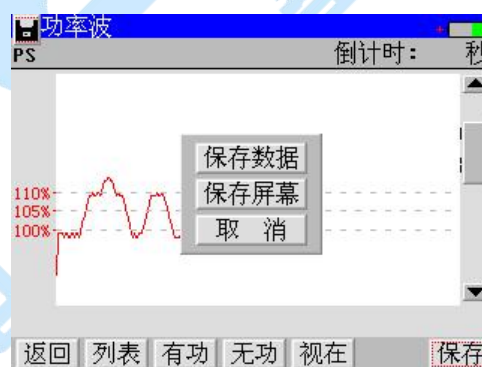 功率波
PS 倒计时： 秒
保存数据
保存屏幕
取 消
110%
105%
100%
返回 列表 有功 无功 视在 保存